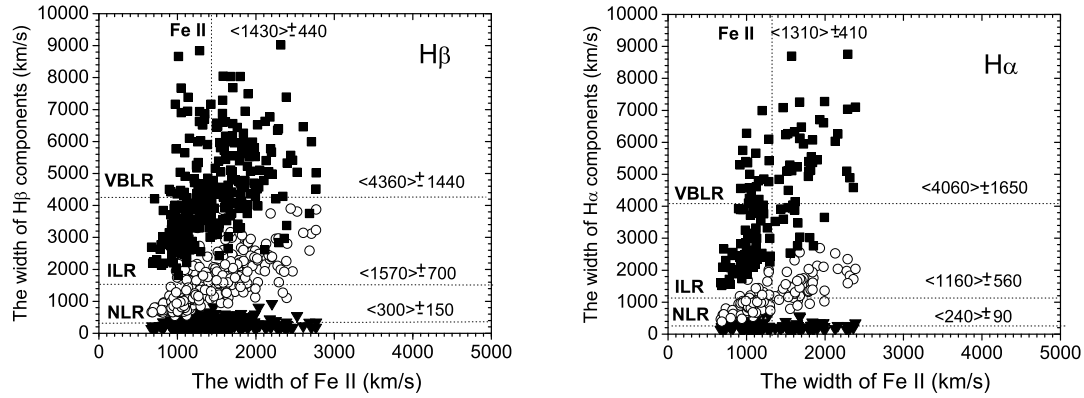 Fe II <1430>±440
Hβ
VBLR
<4360>±1440
ILR
<1570>±700
NLR
<300>±150
10000
9000
8000
7000
6000
5000
4000
3000
2000
1000
0
0 1000 2000 3000 4000 5000
The width of Hβ components (km/s)
The width of Fe II (km/s)
Fe II <1310>±410
Hα
VBLR
<4060>±1650
ILR
<1160>±560
NLR
<240>±90
10000
9000
8000
7000
6000
5000
4000
3000
2000
1000
0
0 1000 2000 3000 4000 5000
The width of Hα components (km/s)
The width of Fe II (km/s)